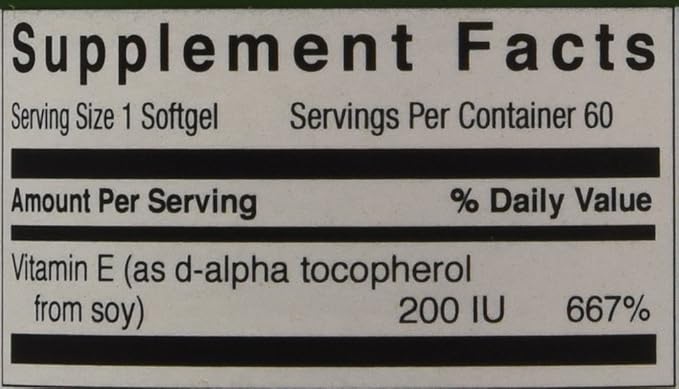 Supplement Facts
Serving Size 1 Softgel Servings Per Container 60
Amount Per Serving % Daily Value
Vitamin E (as d-alpha tocopherol
from soy) 200 IU 667%